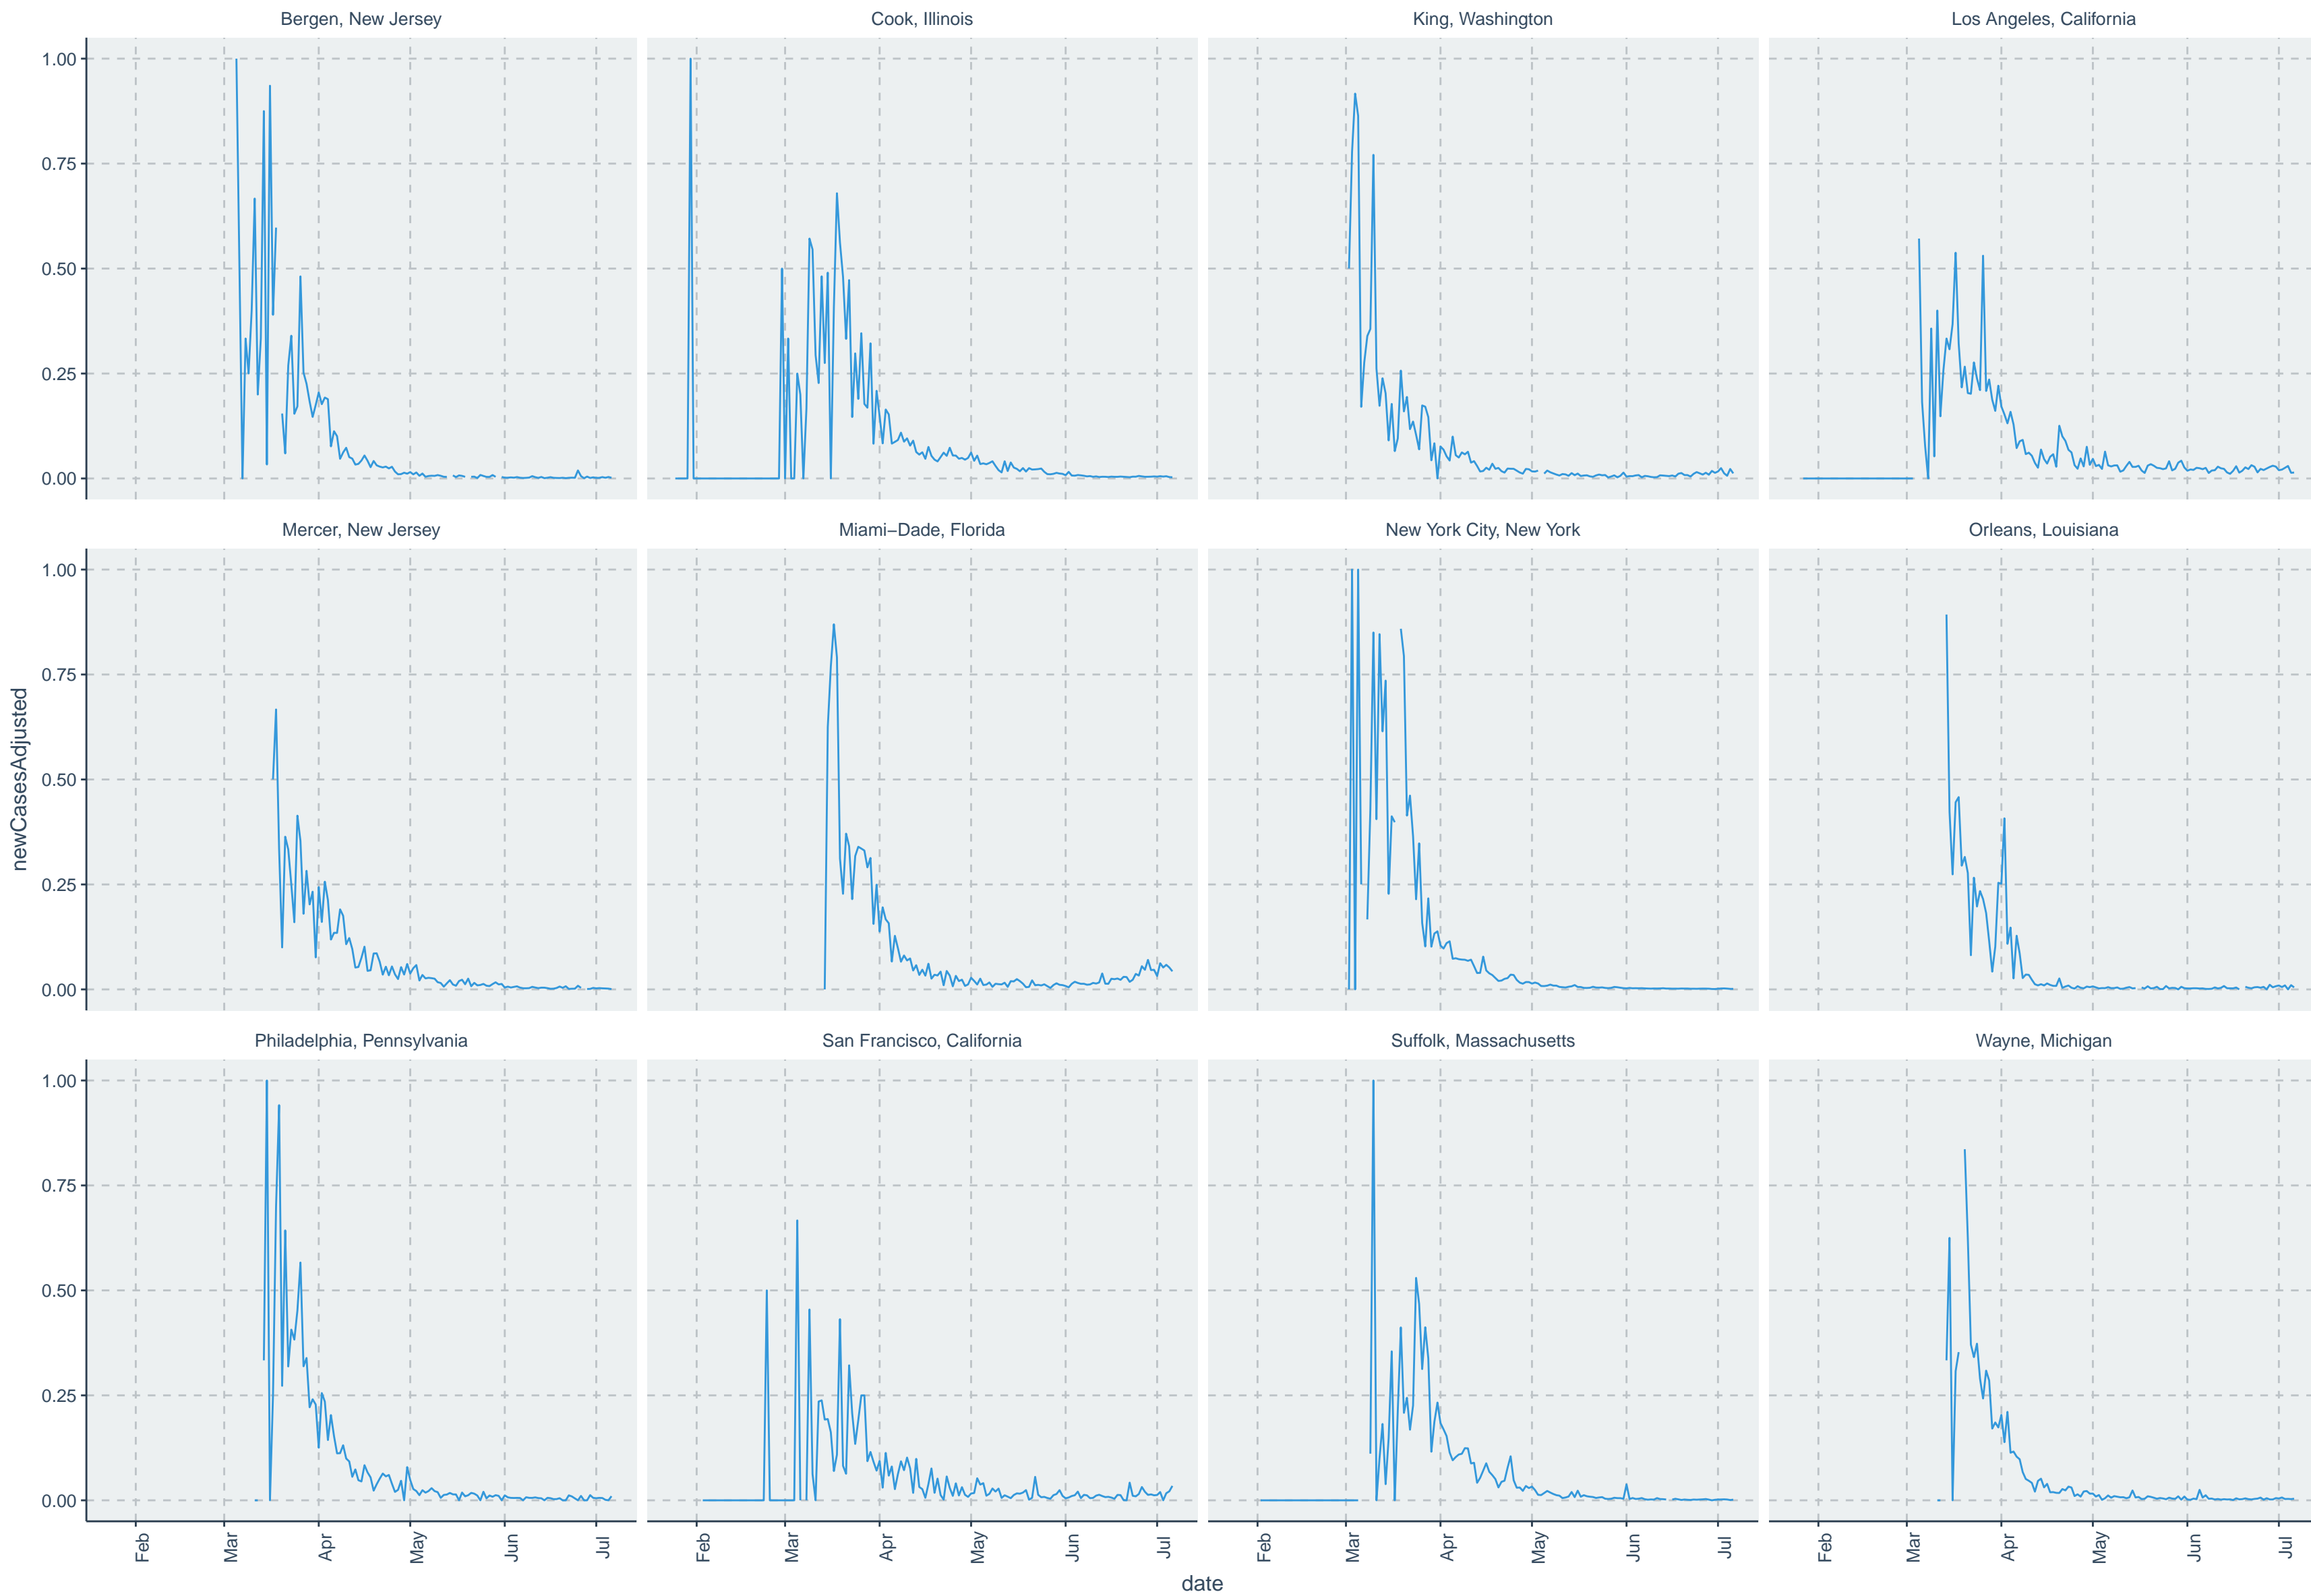 Bergen, New Jersey
Cook, Illinois
King, Washington
Los Angeles, California
1.00
0.75
0.50
0.25
0.00
Mercer, New Jersey
Miami−Dade, Florida
New York City, New York
Orleans, Louisiana
1.00
0.75
0.50
0.25
0.00
newCasesAdjusted
Philadelphia, Pennsylvania
San Francisco, California
Suffolk, Massachusetts
Wayne, Michigan
1.00
0.75
0.50
0.25
0.00
Feb Mar Apr May Jun Jul
Feb Mar Apr May Jun Jul
Feb Mar Apr May Jun Jul
Feb Mar Apr May Jun Jul
date